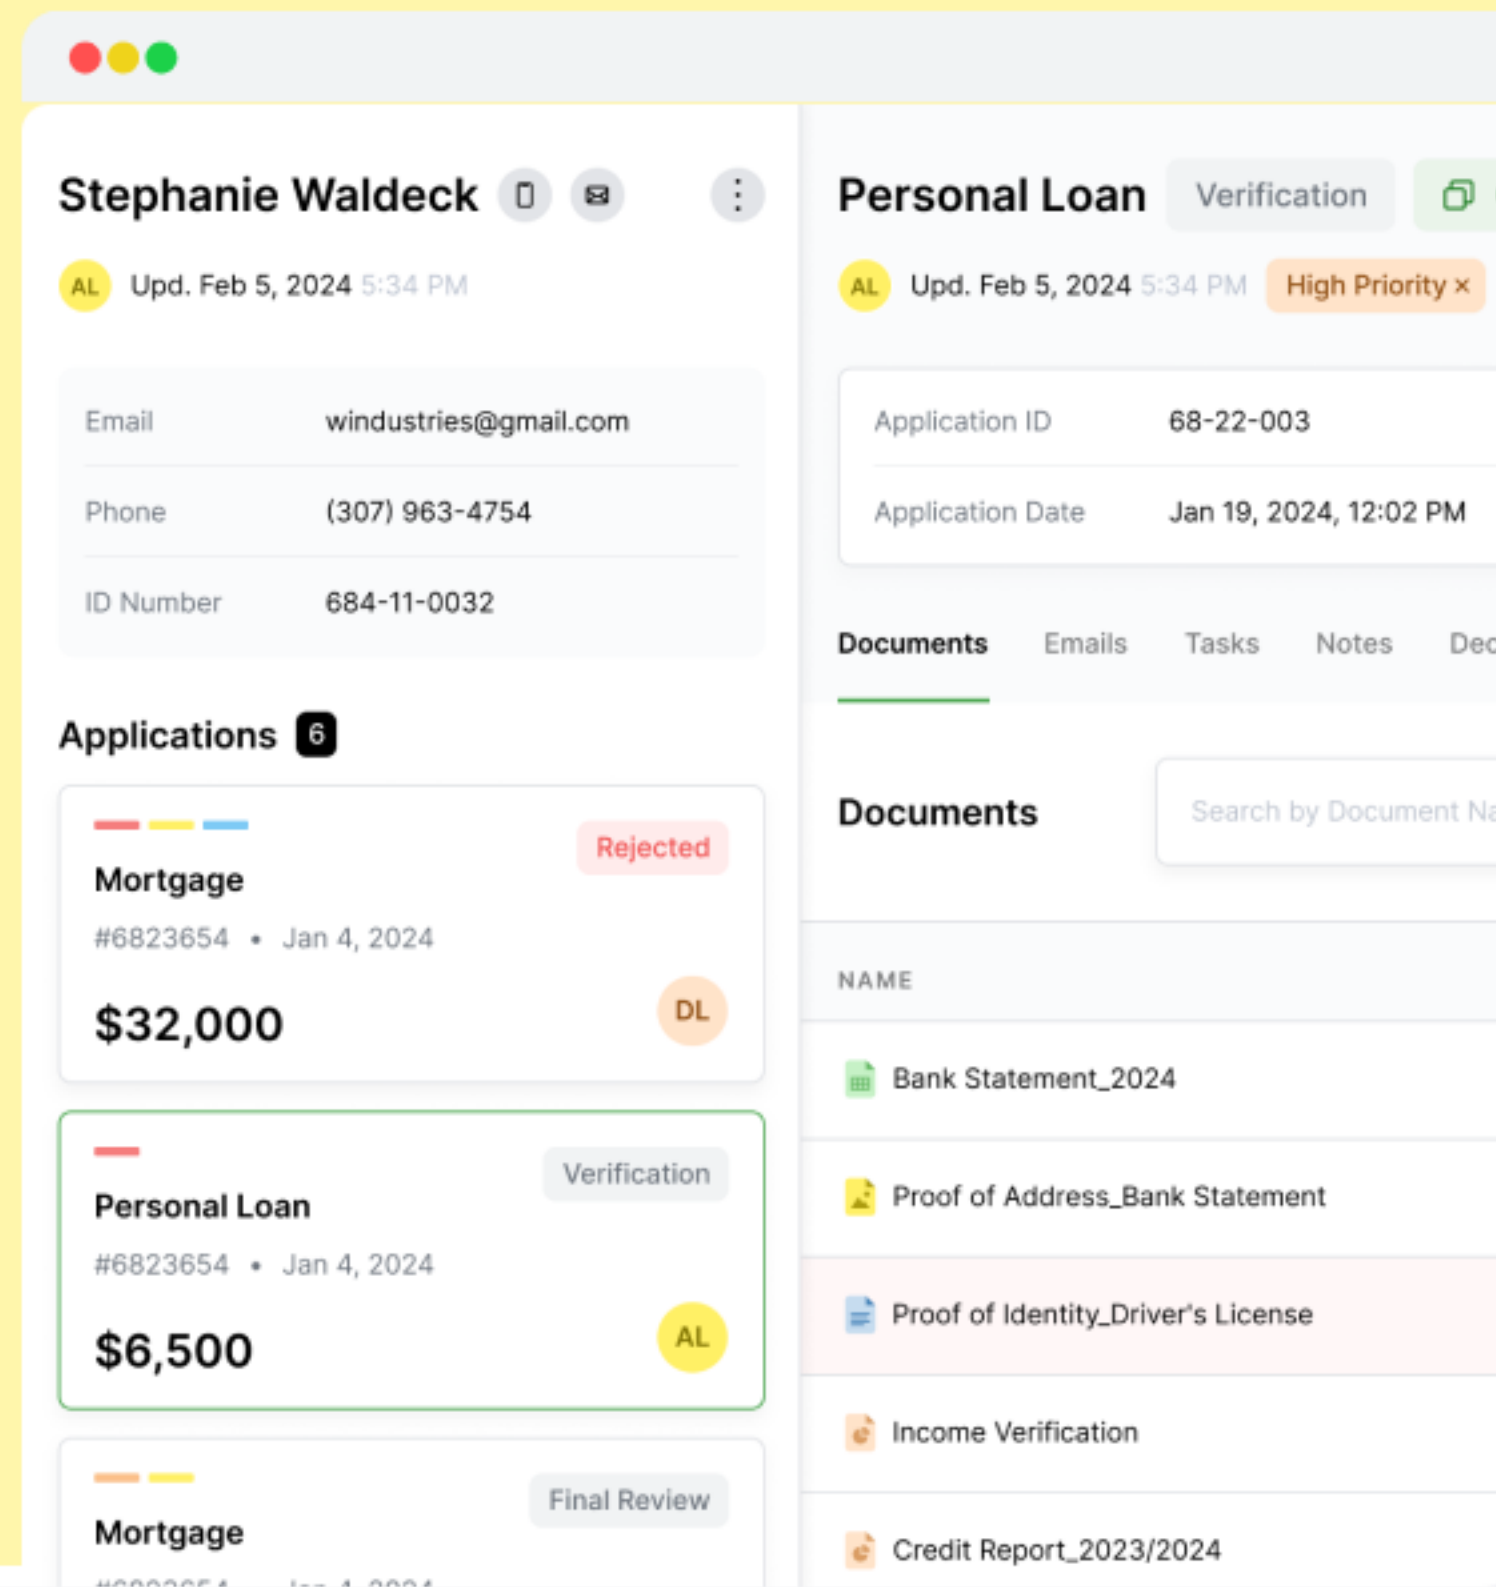 Stephanie Waldeck
AL Upd. Feb 5, 2024 5:34 PM
Email windustries@gmail.com
Phone (307) 963-4754
ID Number 684-11-0032
Applications 6
Rejected
Mortgage
#6823654 • Jan 4, 2024
$32,000 DL
Verification
Personal Loan
#6823654 • Jan 4, 2024
$6,500 AL
Final Review
Mortgage
Personal Loan Verification
AL Upd. Feb 5, 2024 5:34 PM High Priority ×
Application ID 68-22-003
Application Date Jan 19, 2024, 12:02 PM
Documents Emails Tasks Notes
Documents Search by Document
NAME
Bank Statement_2024
Proof of Address_Bank Statement
Proof of Identity_Driver's License
Income Verification
Credit Report_2023/2024